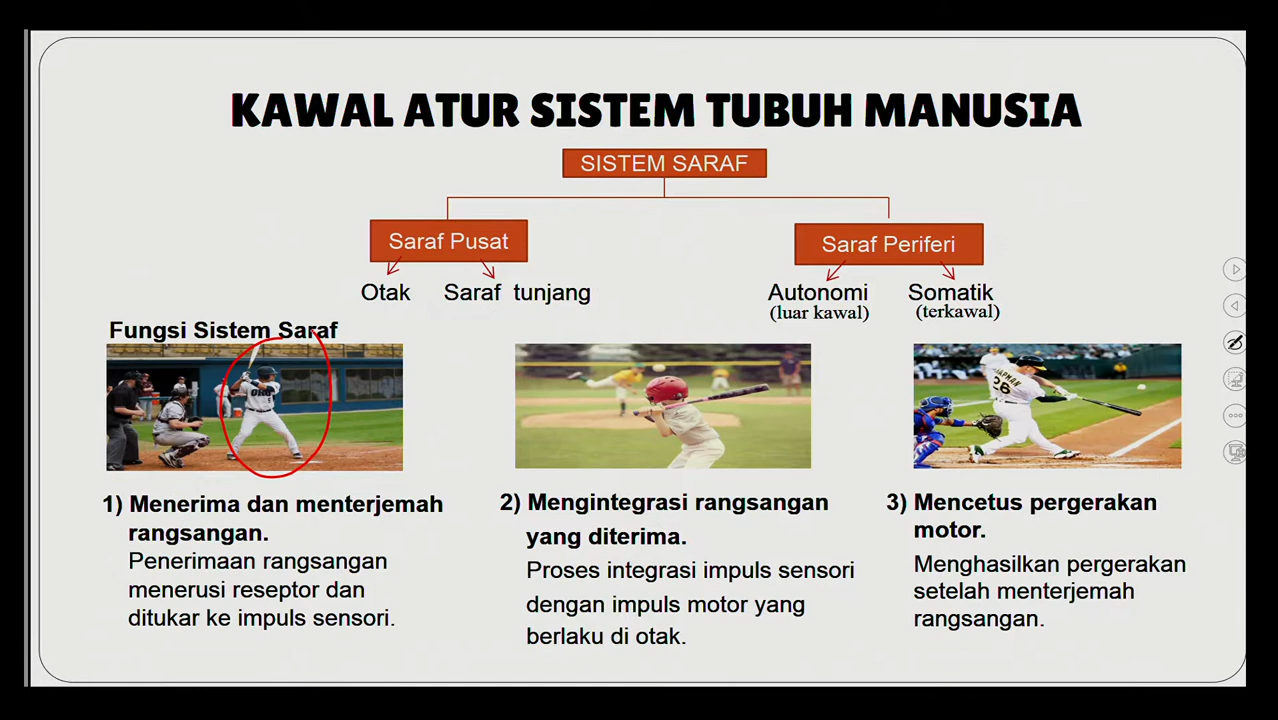 KAWAL ATUR SISTEM TUBUH MANUSIA
SISTEM SARAF
Saraf Pusat
Saraf Periferi
Otak
Saraf tunjang
Autonomi
(luar kawal)
Somatik
(terkawal)
Fungsi Sistem Saraf
1) Menerima dan menterjemah
rangsangan.
Penerimaan rangsangan
menerusi reseptor dan
ditukar ke impuls sensori.
2) Mengintegrasi rangsangan
yang diterima.
Proses integrasi impuls sensori
dengan impuls motor yang
berlaku di otak.
CHAPMAN
26
3) Mencetus pergerakan
motor.
Menghasilkan pergerakan
setelah menterjemah
rangsangan.